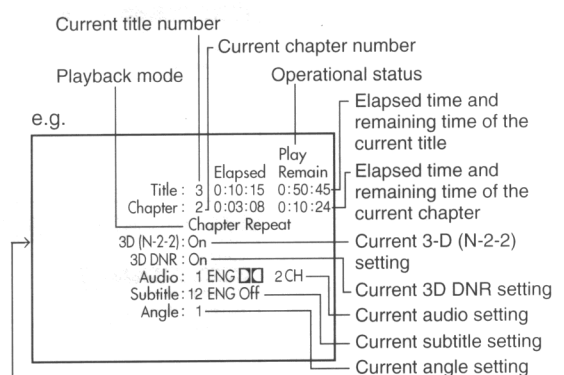 Current title number
Current chapter number
Playback mode
Operational status
e.g.
Play
Elapsed Remain
Title : 3 0:10:15 0:50:45
Chapter : 2 0:03:08 0:10:24
Chapter Repeat
3D (N-2-2) : On
3D DNR : On
Audio : 1 ENG 2 CH
Subtitle : 12 ENG Off
Angle : 1
Elapsed time and
remaining time of the
current title
Elapsed time and
remaining time of the
current chapter
Current 3-D (N-2-2)
setting
Current 3D DNR setting
Current audio setting
Current subtitle setting
Current angle setting